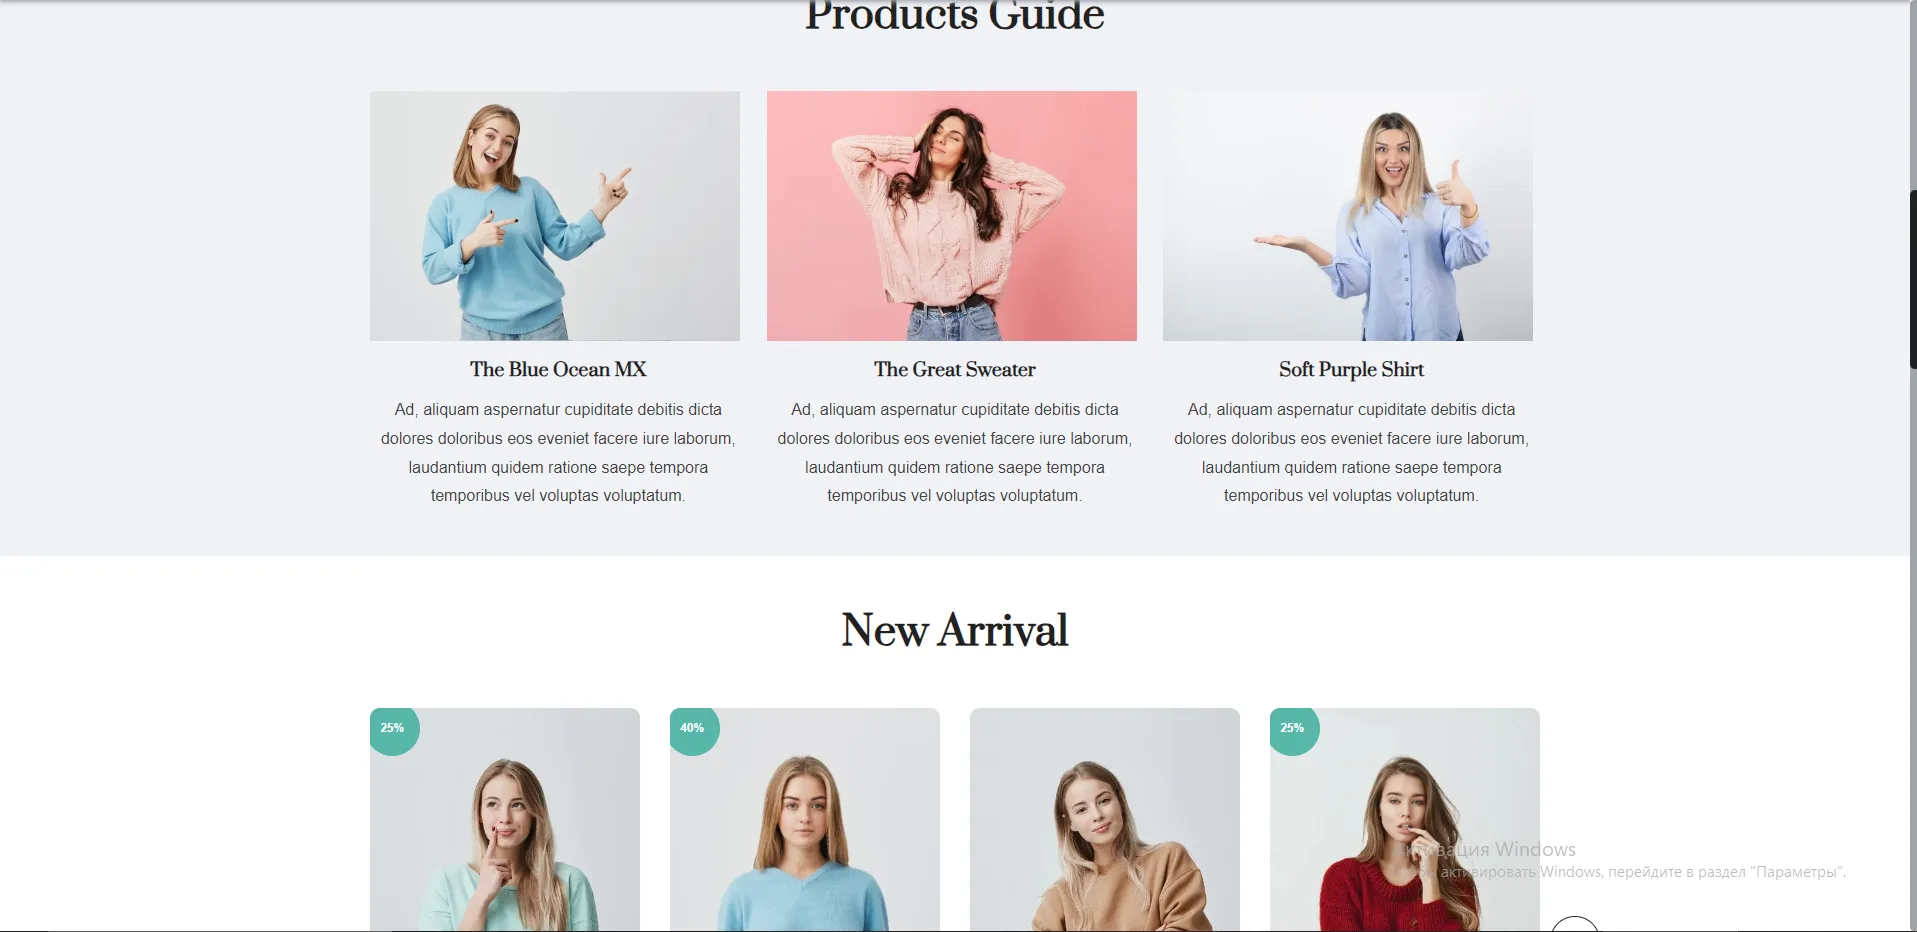 Products Guide
The Blue Ocean MX
Ad, aliquam aspernatur cupiditate debitis dicta
dolores doloribus eos eveniet facere iure laborum,
laudantium quidem ratione saepe tempora
temporibus vel voluptas voluptatum.
The Great Sweater
Ad, aliquam aspernatur cupiditate debitis dicta
dolores doloribus eos eveniet facere iure laborum,
laudantium quidem ratione saepe tempora
temporibus vel voluptas voluptatum.
Soft Purple Shirt
Ad, aliquam aspernatur cupiditate debitis dicta
dolores doloribus eos eveniet facere iure laborum,
laudantium quidem ratione saepe tempora
temporibus vel voluptas voluptatum.
New Arrival
25%
40%
25%
Активация Windows
активировать Windows, перейдите в раздел "Параметры".